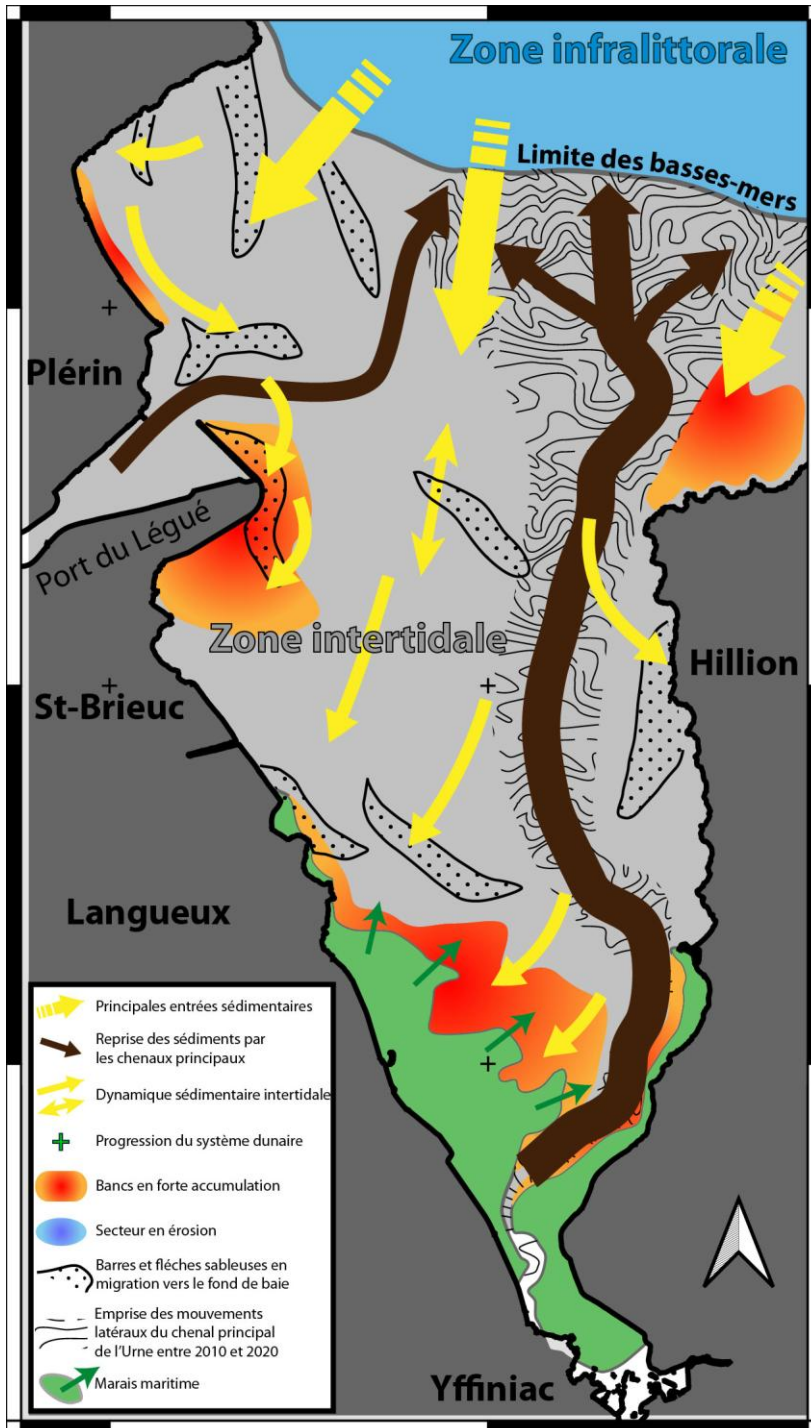 Zone infralittorale
Limite des basses-mers
Plérin
Port du Légué
Zone intertidale
Hillion
St-Brieuc
Langueux
Principales entrées sédimentaires
Reprise des sédiments par
les chenaux principaux
Dynamique sédimentaire intertidale
Progression du système dunaire
Bancs en forte accumulation
Secteur en érosion
Barres et flêches sableuses en
migration vers le fond de baie
Emprise des mouvements
latéraux du chenal principal
de l'Urne entre 2010 et 2020
Marais maritime
Yffiniac